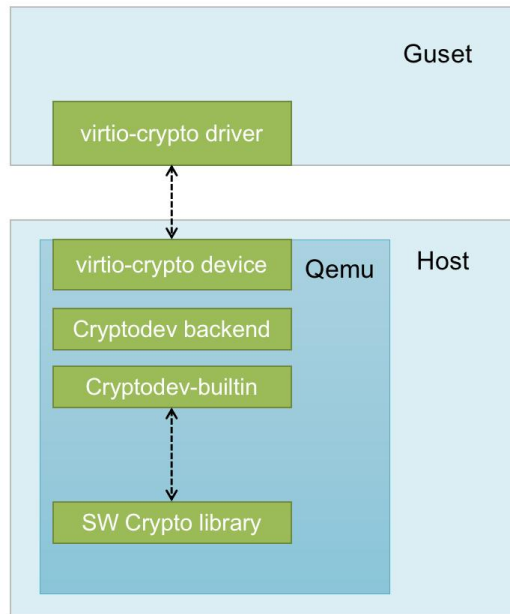 Guset
virtio-crypto driver
virtio-crypto device
Qemu
Host
Cryptodev backend
Cryptodev-builtin
SW Crypto library